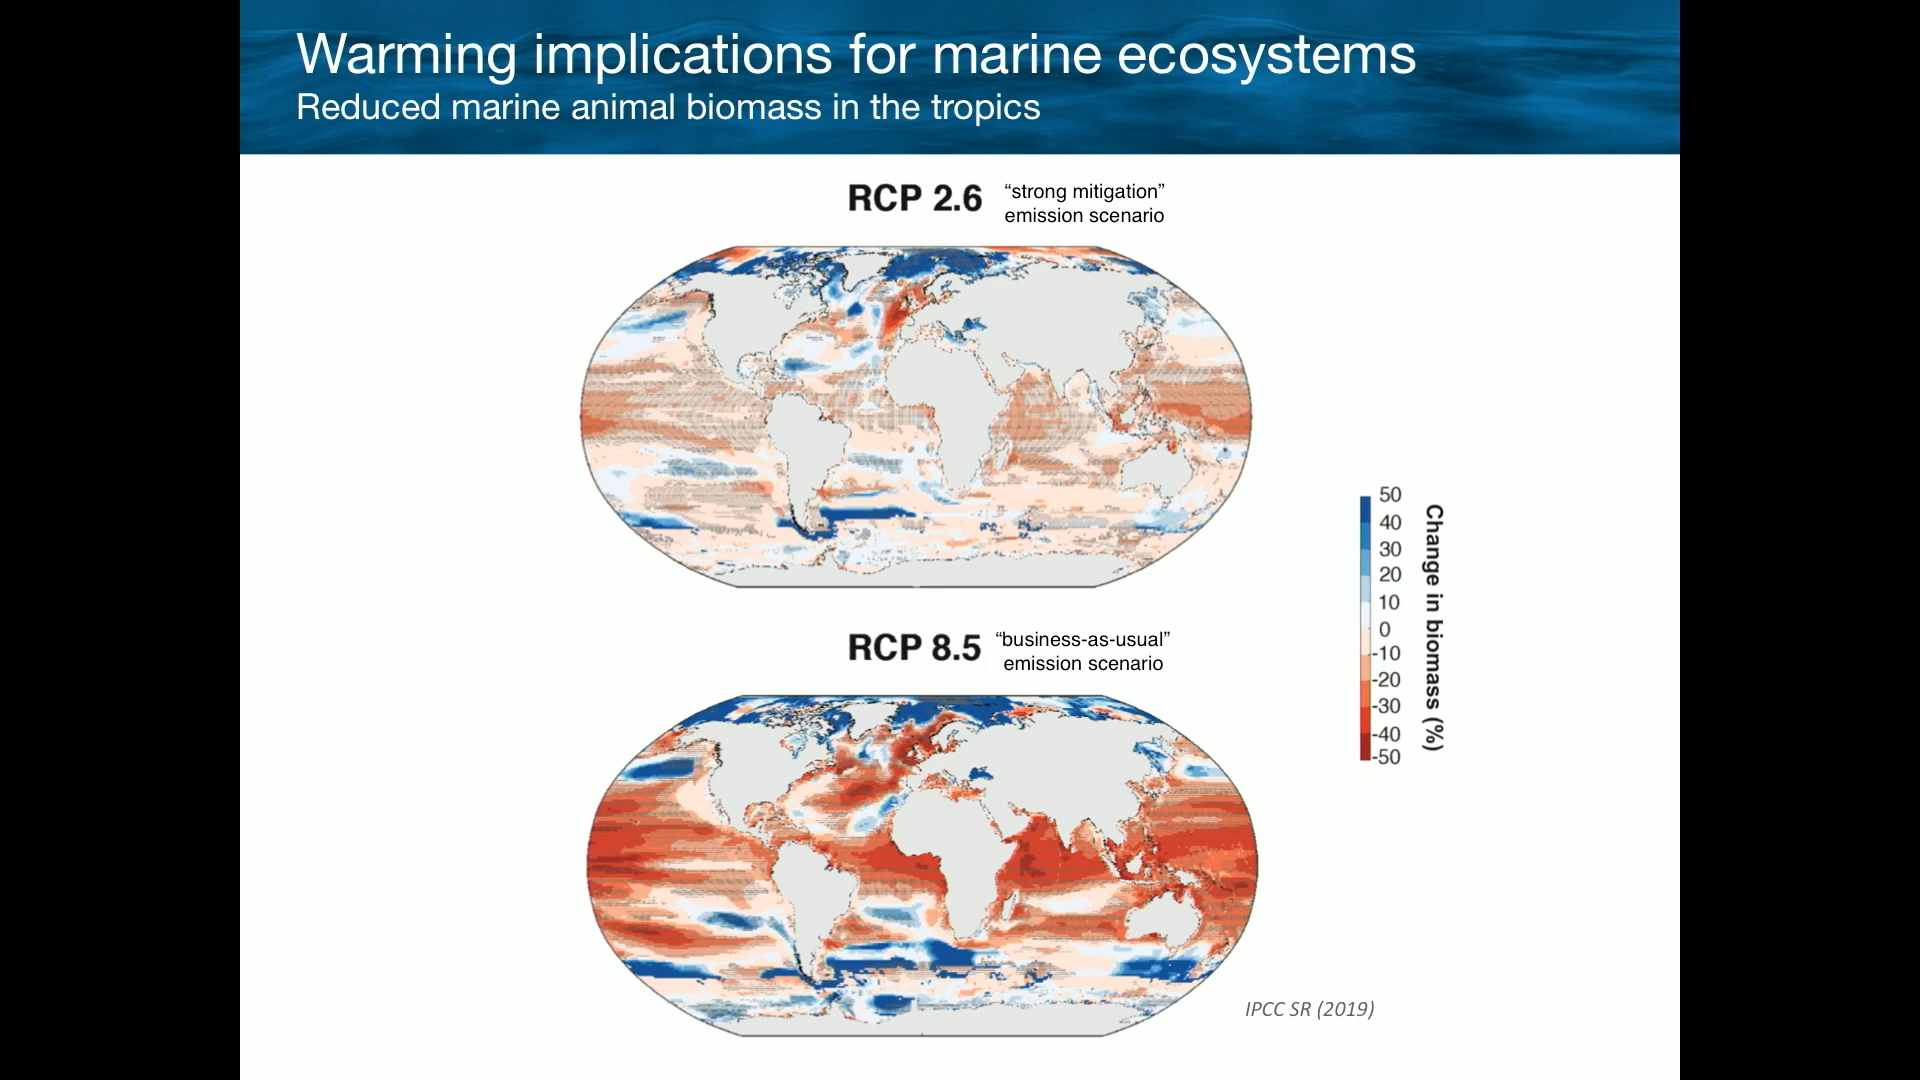 Warming implications for marine ecosystems
Reduced marine animal biomass in the tropics
RCP 2.6
“strong mitigation”
emission scenario
RCP 8.5
“business-as-usual”
emission scenario
50
40
30
20
10
0
-10
-20
-30
-40
-50
Change in biomass (%)
IPCC SR (2019)